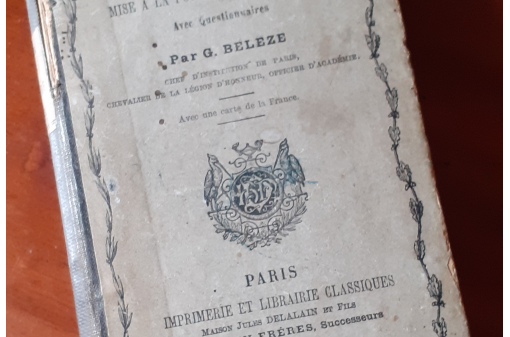 MISE A LA
Avec Questionnaires
Par G. BELEZE
CHEF D'INSTITUTION DE PARIS,
CHEVALIER DE LA LÉGION D'HONNEUR, OFFICIER D'ACADÉMIE.
Avec une carte de la France.
PARIS
IMPRIMERIE ET LIBRAIRIE CLASSIQUES
MAISON JULES DELALAIN ET FILS
FRÈRES, Successeurs